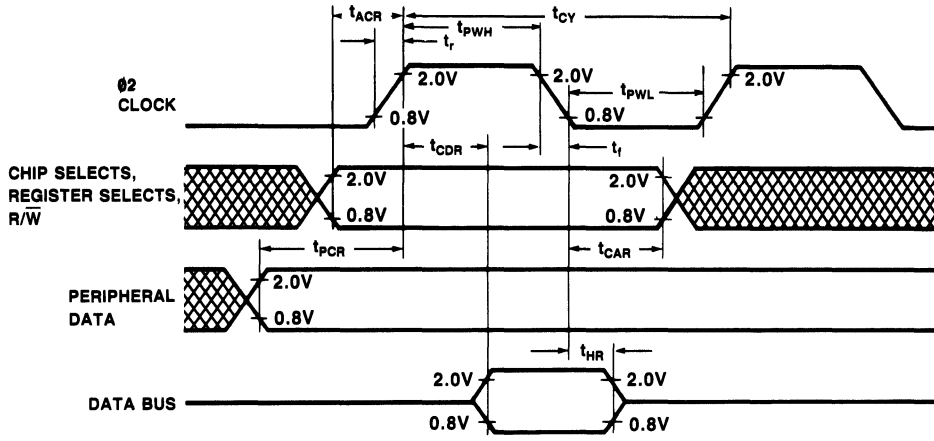 tACR
tCY
tPWH
tr
Ø2
CLOCK
2.0V
2.0V
tPWL
2.0V
0.8V
0.8V
tCDR
tf
CHIP SELECTS,
REGISTER SELECTS,
R/W̅
2.0V
2.0V
0.8V
0.8V
tPCR
tCAR
PERIPHERAL
DATA
2.0V
0.8V
tHR
DATA BUS
2.0V
2.0V
0.8V
0.8V